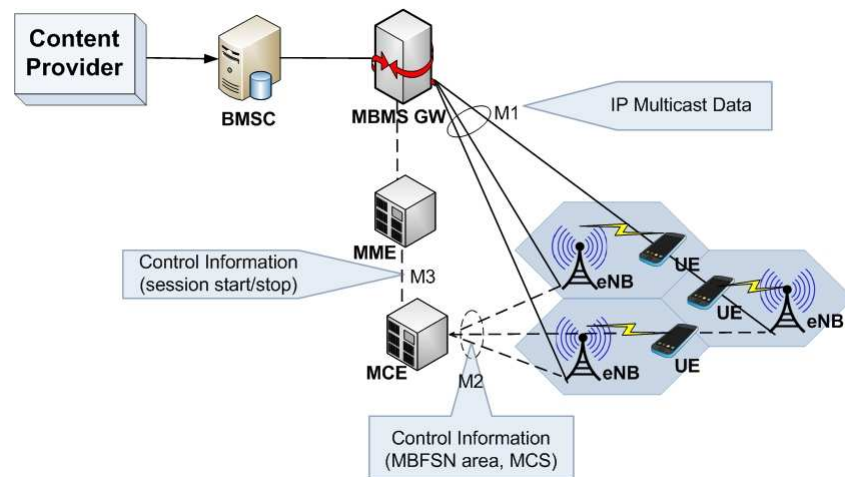 Content
Provider
BMSC
MBMS GW
M1
IP Multicast Data
MME
Control Information
(session start/stop)
M3
UE
eNB
UE
eNB
MCE
M2
eNB
UE
Control Information
(MBFSN area, MCS)